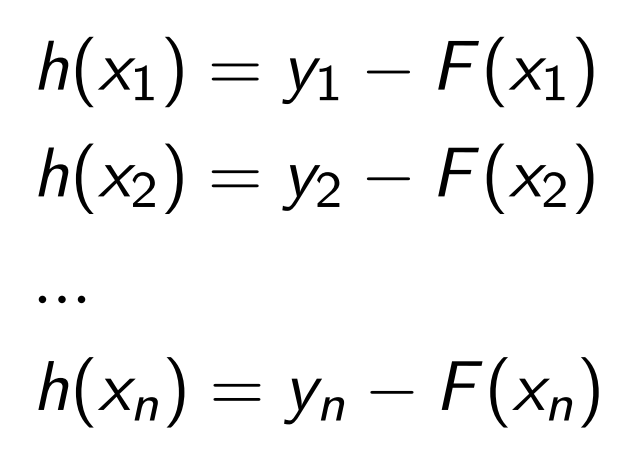 h(x₁) = y₁ − F(x₁)
h(x₂) = y₂ − F(x₂)
...
h(xₙ) = yₙ − F(xₙ)